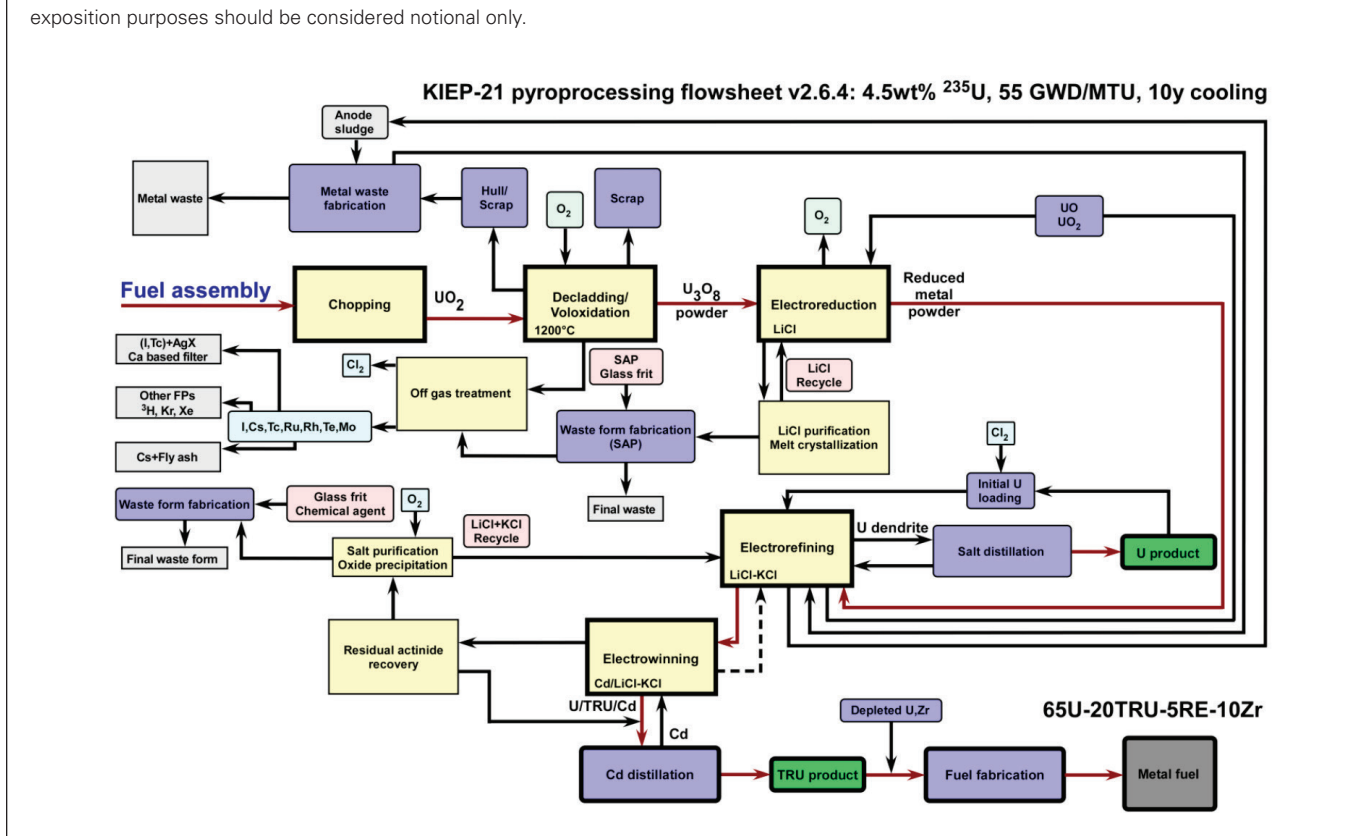 exposition purposes should be considered notional only.
KIEP-21 pyroprocessing flowsheet v2.6.4: 4.5wt% ²³⁵U, 55 GWD/MTU, 10y cooling
Anode
sludge
Metal waste
Metal waste
fabrication
Hull/
Scrap
O₂
Scrap
O₂
UO
UO₂
Fuel assembly
Chopping
UO₂
Decladding/
Voloxidation
1200°C
U₃O₈
powder
Electroreduction
LiCl
Reduced
metal
powder
(I,Tc)+AgX
Ca based filter
Cl₂
Off gas treatment
SAP
Glass frit
LiCl
Recycle
Other FPs
³H, Kr, Xe
I,Cs,Tc,Ru,Rh,Te,Mo
Waste form fabrication
(SAP)
LiCl purification
Melt crystallization
Cs+Fly ash
Cl₂
Waste form fabrication
Glass frit
Chemical agent
O₂
Final waste
Initial U
loading
LiCl+KCl
Recycle
Final waste form
Salt purification
Oxide precipitation
Electrorefining
LiCl-KCl
U dendrite
Salt distillation
U product
Residual actinide
recovery
Electrowinning
Cd/LiCl-KCl
U/TRU/Cd
Cd
Depleted U,Zr
65U-20TRU-5RE-10Zr
Cd distillation
TRU product
Fuel fabrication
Metal fuel